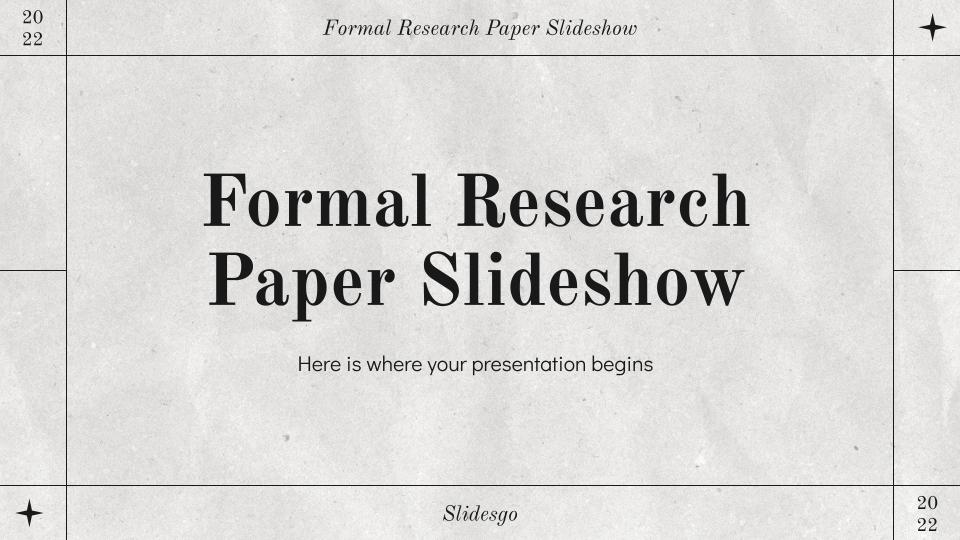 20
22
Formal Research Paper Slideshow
Formal Research
Paper Slideshow
Here is where your presentation begins
Slidesgo
20
22